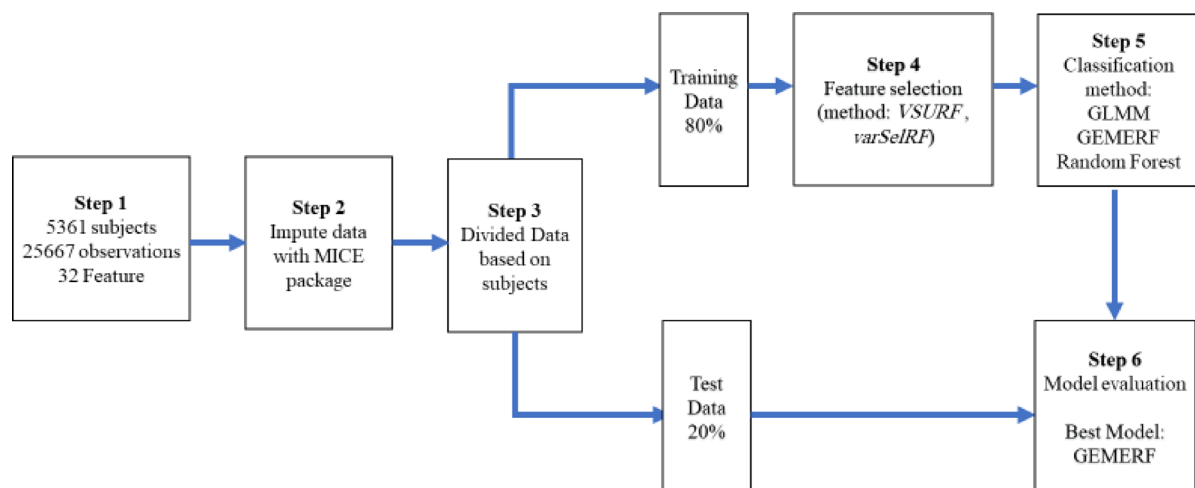 Step 1
5361 subjects
25667 observations
32 Feature
Step 2
Impute data
with MICE
package
Step 3
Divided Data
based on
subjects
Training
Data
80%
Step 4
Feature selection
(method: VSURF ,
varSelRF)
Step 5
Classification
method:
GLMM
GEMERF
Random Forest
Test
Data
20%
Step 6
Model evaluation
Best Model:
GEMERF